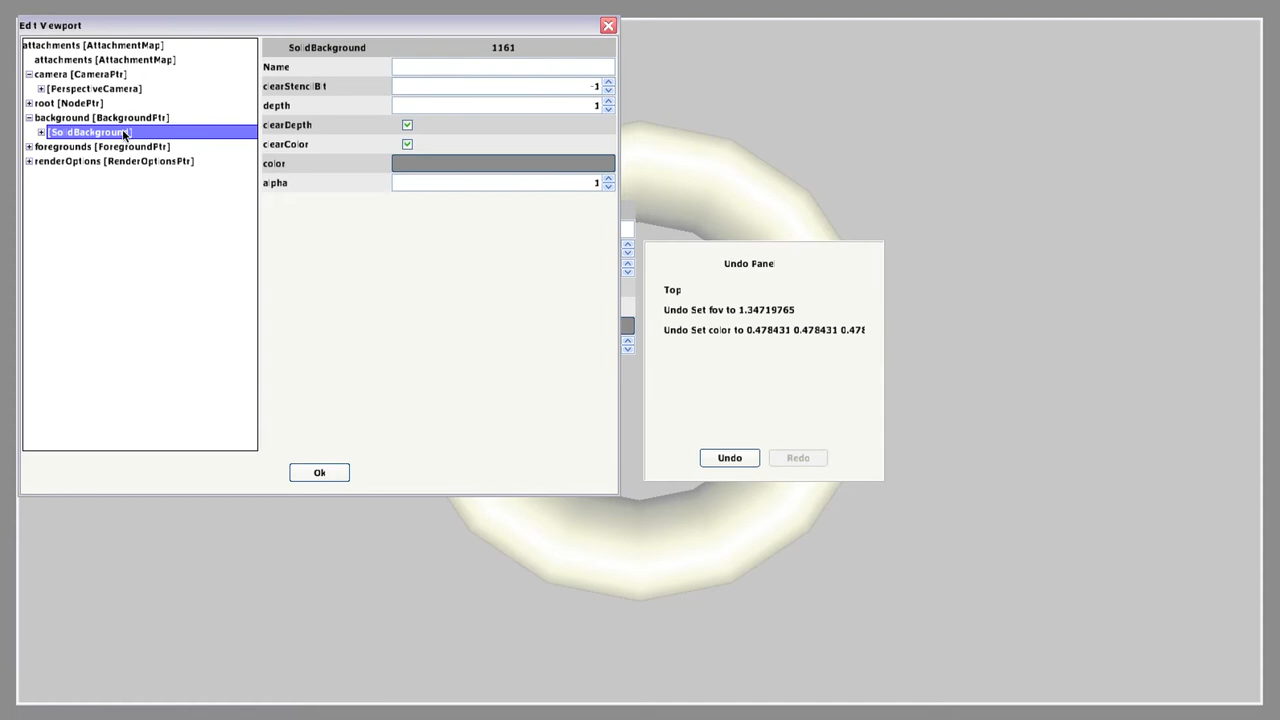 Edit Viewport
attachments [AttachmentMap]
attachments [AttachmentMap]
camera [CameraPtr]
[PerspectiveCamera]
root [NodePtr]
background [BackgroundPtr]
[SolidBackground]
foregrounds [ForegroundPtr]
renderOptions [RenderOptionsPtr]
SolidBackground 1161
Name
clearStencilBit -1
depth 1
clearDepth
clearColor
color
alpha 1
Ok
Undo Panel
Top
Undo Set fov to 1.34719765
Undo Set color to 0.478431 0.478431 0.478
Undo Redo